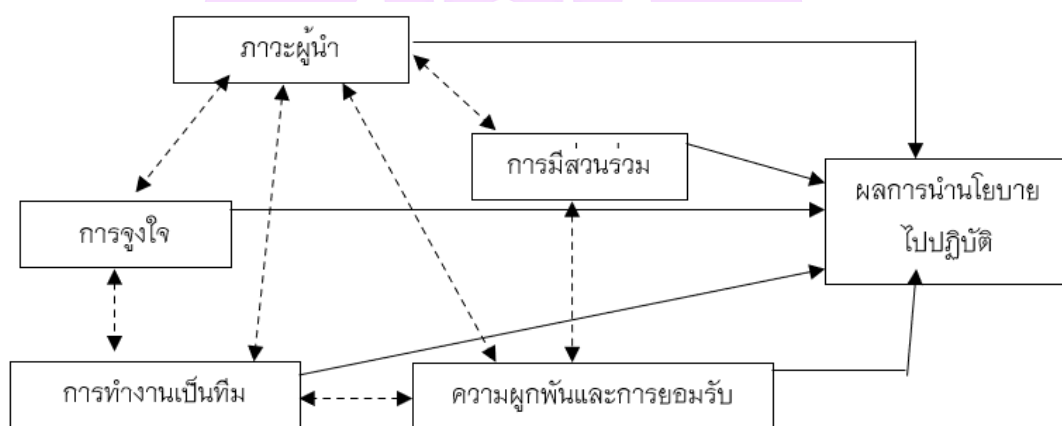 ภาวะผู้นำ
การมีส่วนร่วม
ผลการนำนโยบาย
ไปปฏิบัติ
การจูงใจ
การทำงานเป็นทีม
ความผูกพันและการยอมรับ